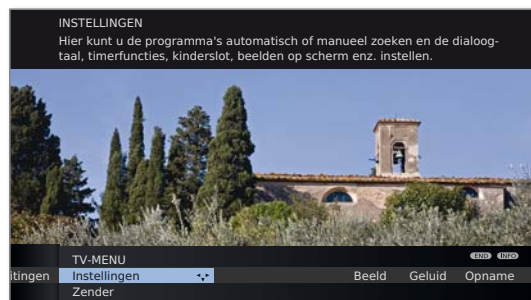 INSTELLINGEN
Hier kunt u de programma's automatisch of manueel zoeken en de dialoog-
taal, timerfuncties, kinderslot, beelden op scherm enz. instellen.
TV-MENU END INFO
itingen Instellingen Beeld Geluid Opname
Zender